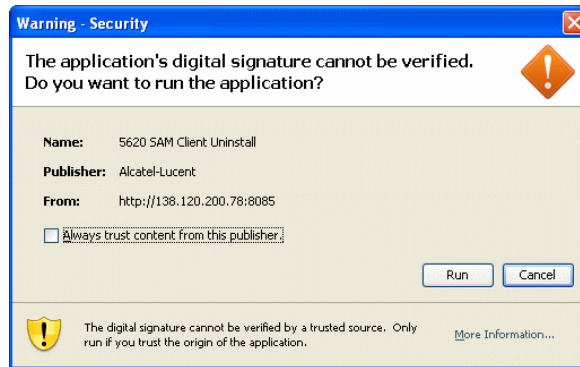 Warning - Security
The application's digital signature cannot be verified.
Do you want to run the application?
Name: 5620 SAM Client Uninstall
Publisher: Alcatel-Lucent
From: http://138.120.200.78:8085
Always trust content from this publisher.
Run Cancel
The digital signature cannot be verified by a trusted source. Only
run if you trust the origin of the application.
More Information...